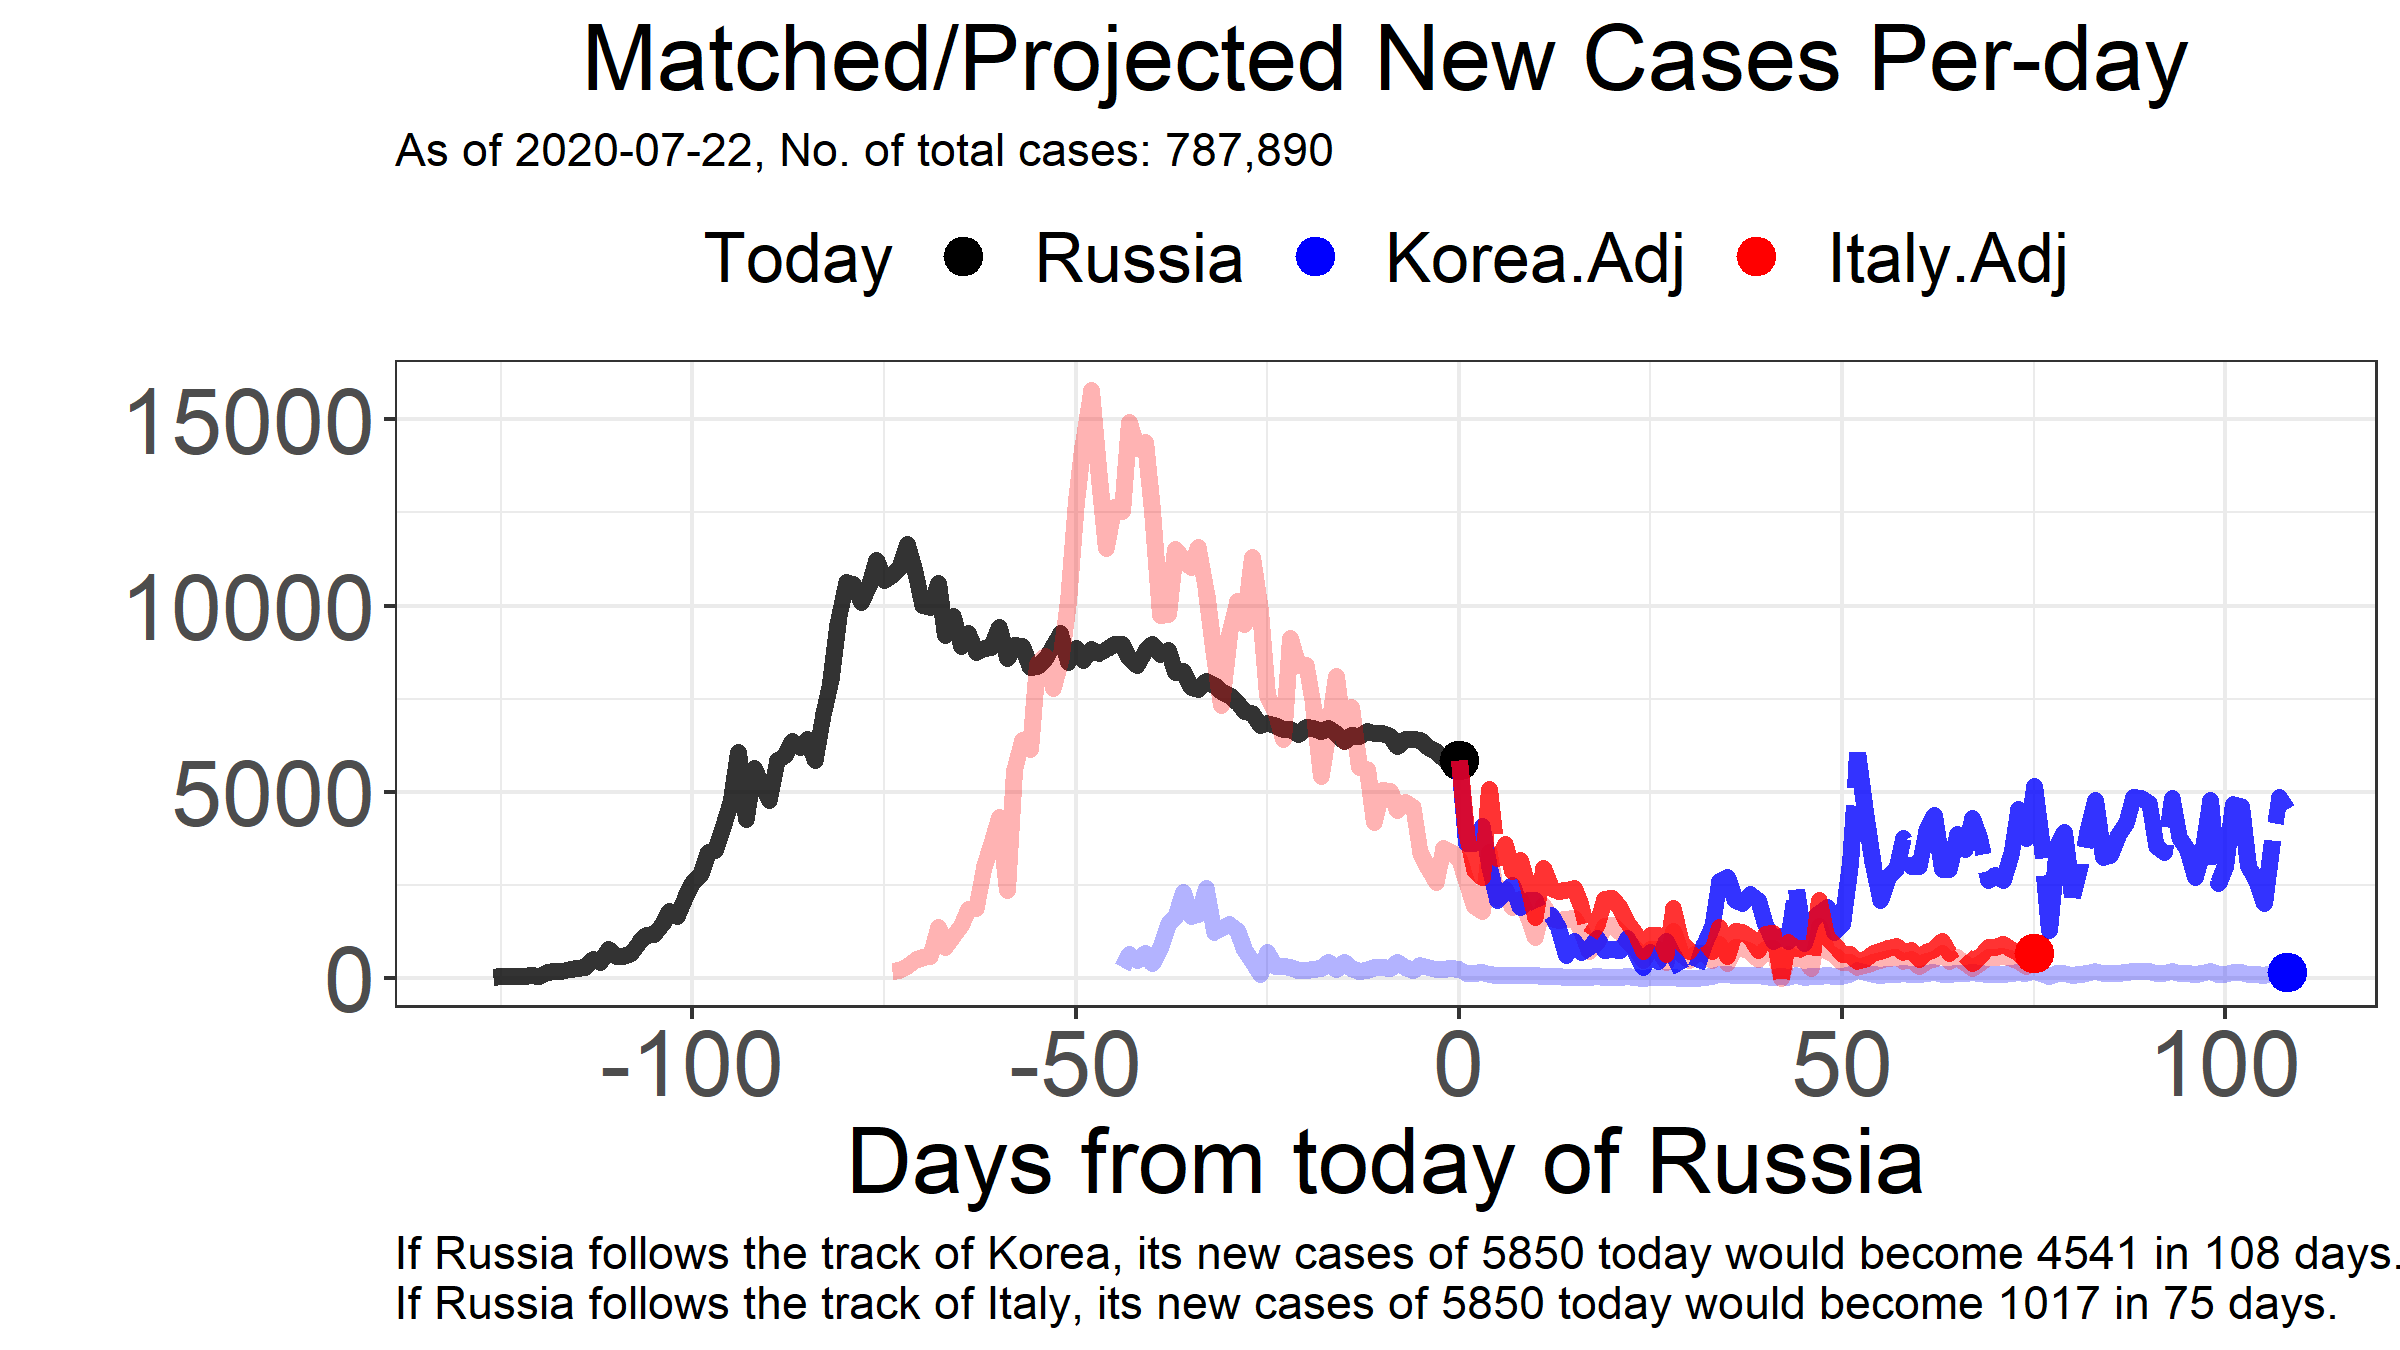 Matched/Projected New Cases Per-day
As of 2020-07-22, No. of total cases: 787,890
Today Russia Korea.Adj Italy.Adj
15000
10000
5000
0
-100 -50 0 50 100
Days from today of Russia
If Russia follows the track of Korea, its new cases of 5850 today would become 4541 in 108 days.
If Russia follows the track of Italy, its new cases of 5850 today would become 1017 in 75 days.